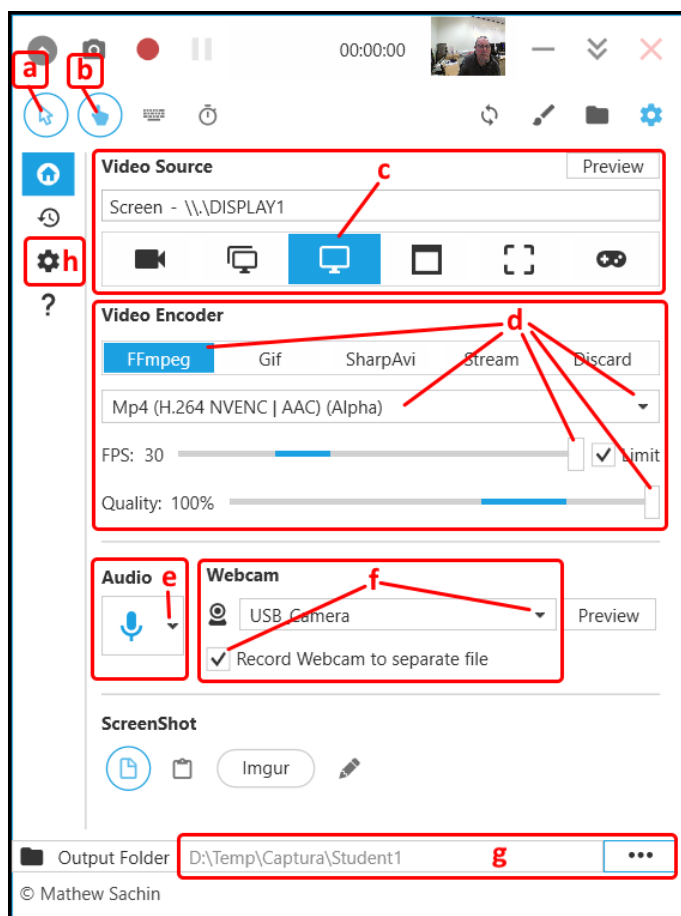 00:00:00
a
b
Video Source
Preview
c
Screen - \\.\DISPLAY1
h
?
Video Encoder
d
FFmpeg
Gif
SharpAvi
Stream
Discard
Mp4 (H.264 NVENC | AAC) (Alpha)
FPS: 30
Limit
Quality: 100%
Audio
e
Webcam
f
USB Camera
Preview
Record Webcam to separate file
ScreenShot
Imgur
Output Folder
D:\Temp\Captura\Student1
g
•••
© Mathew Sachin